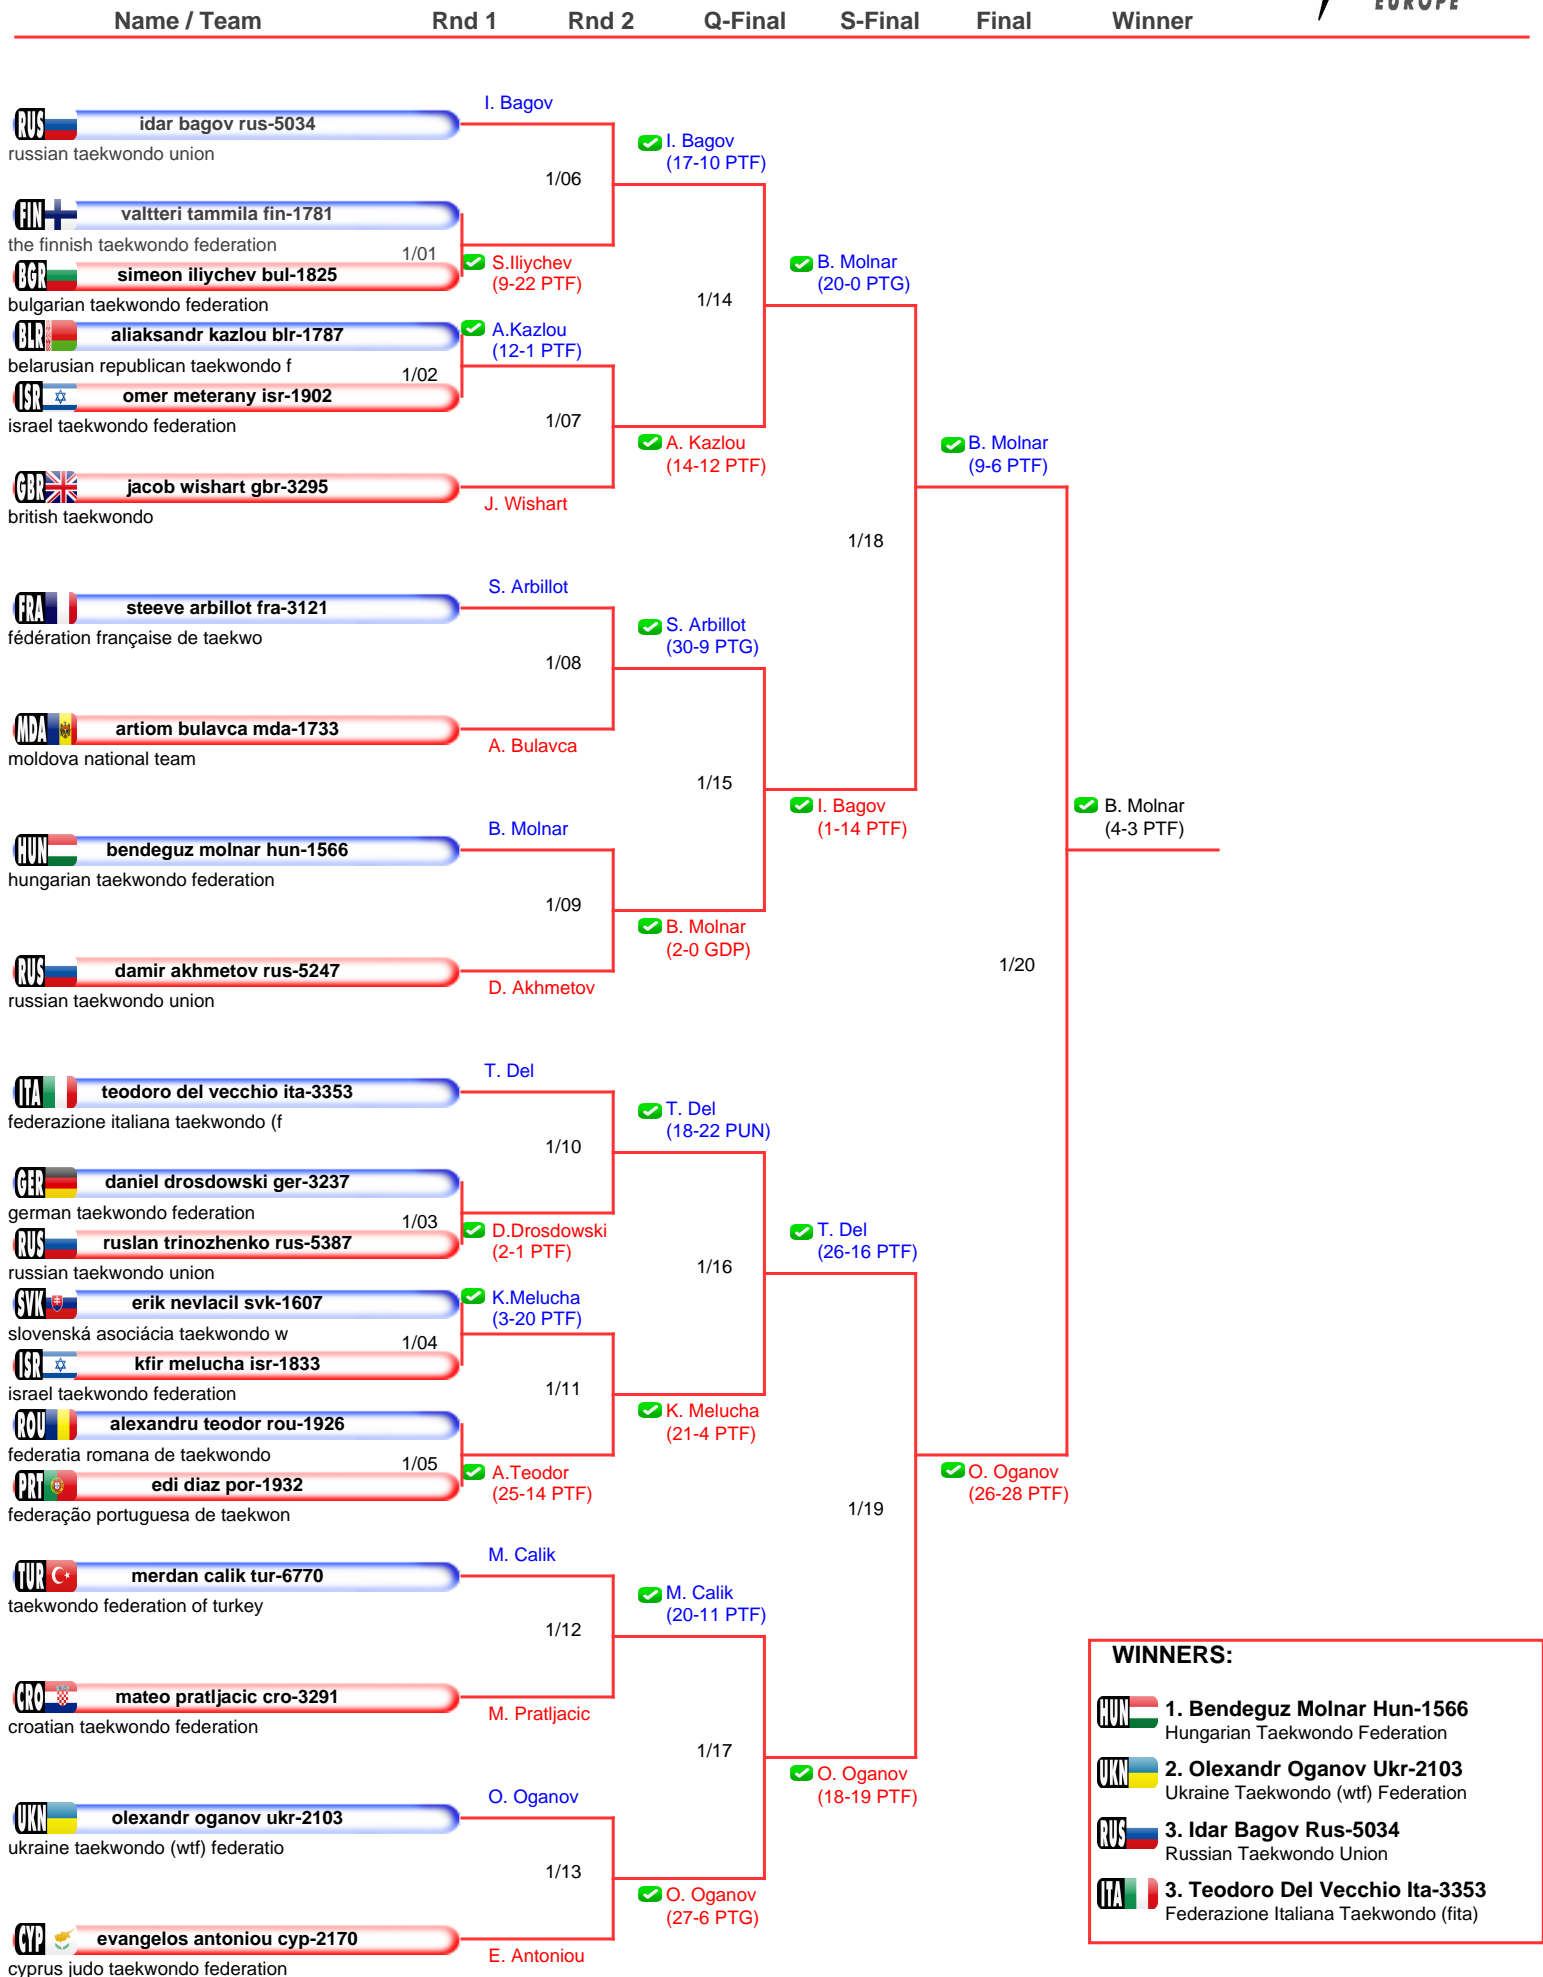 EUROPE
Name / Team Rnd 1 Rnd 2 Q-Final S-Final Final Winner
I. Bagov
RUS idar bagov rus-5034
russian taekwondo union
I. Bagov
(17-10 PTF)
1/06
FIN valtteri tammila fin-1781
the finnish taekwondo federation
1/01
S.Iliychev
(9-22 PTF)
BGR simeon iliychev bul-1825
bulgarian taekwondo federation
B. Molnar
(20-0 PTG)
1/14
BLR aliaksandr kazlou blr-1787
belarusian republican taekwondo f
A.Kazlou
(12-1 PTF)
1/02
ISR omer meterany isr-1902
israel taekwondo federation
1/07
A. Kazlou
(14-12 PTF)
B. Molnar
(9-6 PTF)
GBR jacob wishart gbr-3295
british taekwondo
J. Wishart
1/18
S. Arbillot
FRA steeve arbillot fra-3121
fédération française de taekwo
S. Arbillot
(30-9 PTG)
1/08
MDA artiom bulavca mda-1733
moldova national team
A. Bulavca
1/15
I. Bagov
(1-14 PTF)
B. Molnar
(4-3 PTF)
B. Molnar
HUN bendeguz molnar hun-1566
hungarian taekwondo federation
1/09
B. Molnar
(2-0 GDP)
RUS damir akhmetov rus-5247
russian taekwondo union
D. Akhmetov
1/20
T. Del
ITA teodoro del vecchio ita-3353
federazione italiana taekwondo (f
T. Del
(18-22 PUN)
1/10
GER daniel drosdowski ger-3237
german taekwondo federation
1/03
D.Drosdowski
(2-1 PTF)
RUS ruslan trinozhenko rus-5387
russian taekwondo union
T. Del
(26-16 PTF)
1/16
SVK erik nevlacil svk-1607
slovenská asociácia taekwondo w
K.Melucha
(3-20 PTF)
1/04
ISR kfir melucha isr-1833
israel taekwondo federation
1/11
K. Melucha
(21-4 PTF)
ROU alexandru teodor rou-1926
federatia romana de taekwondo
1/05
A.Teodor
(25-14 PTF)
PRT edi diaz por-1932
federação portuguesa de taekwon
O. Oganov
(26-28 PTF)
1/19
M. Calik
TUR merdan calik tur-6770
taekwondo federation of turkey
M. Calik
(20-11 PTF)
1/12
CRO mateo pratljacic cro-3291
croatian taekwondo federation
M. Pratljacic
1/17
O. Oganov
(18-19 PTF)
O. Oganov
UKN olexandr oganov ukr-2103
ukraine taekwondo (wtf) federatio
1/13
O. Oganov
(27-6 PTG)
CYP evangelos antoniou cyp-2170
cyprus judo taekwondo federation
E. Antoniou
WINNERS:
HUN 1. Bendeguz Molnar Hun-1566
Hungarian Taekwondo Federation
UKN 2. Olexandr Oganov Ukr-2103
Ukraine Taekwondo (wtf) Federation
RUS 3. Idar Bagov Rus-5034
Russian Taekwondo Union
ITA 3. Teodoro Del Vecchio Ita-3353
Federazione Italiana Taekwondo (fita)